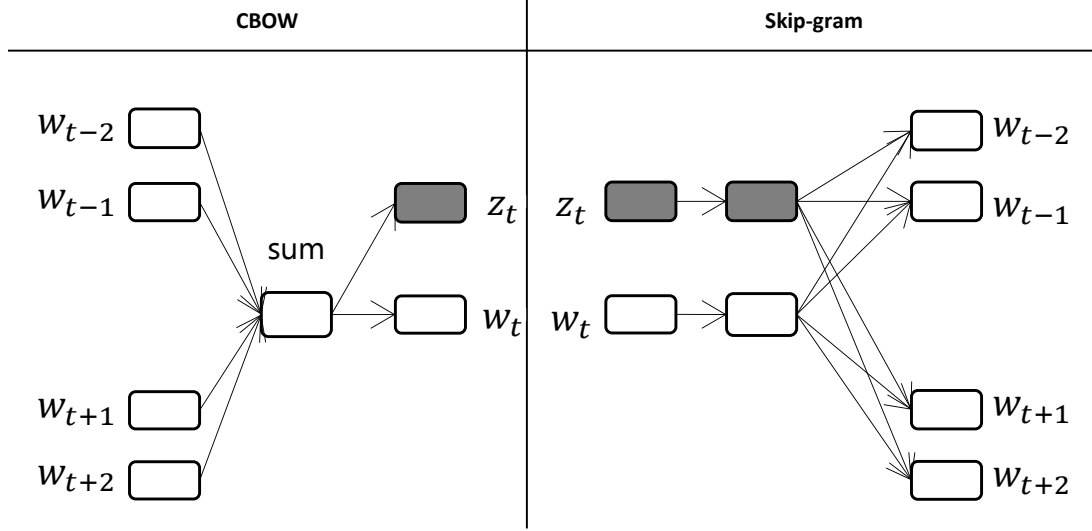 CBOW
w_{t-2}
w_{t-1}
sum
z_t
w_t
w_{t+1}
w_{t+2}
Skip-gram
z_t
w_t
w_{t-2}
w_{t-1}
w_{t+1}
w_{t+2}